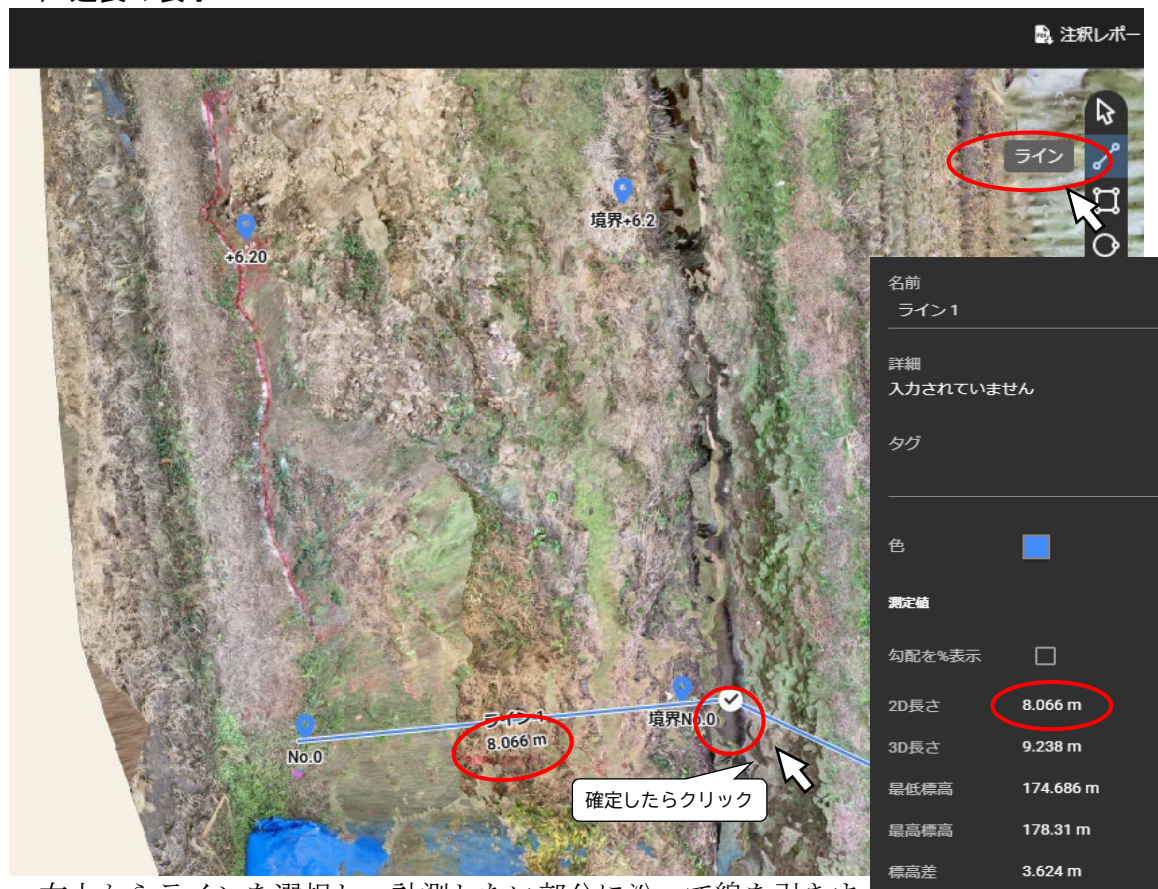 注釈レポー
ライン
境界+6.2
+6.20
名前
ライン 1
詳細
入力されていません
タグ
色
測定値
勾配を%表示
2D長さ 8.066 m
3D長さ 9.238 m
最低標高 174.686 m
最高標高 178.31 m
標高差 3.624 m
ライン 1
8.066 m
境界No.0
No.0
確定したらクリック